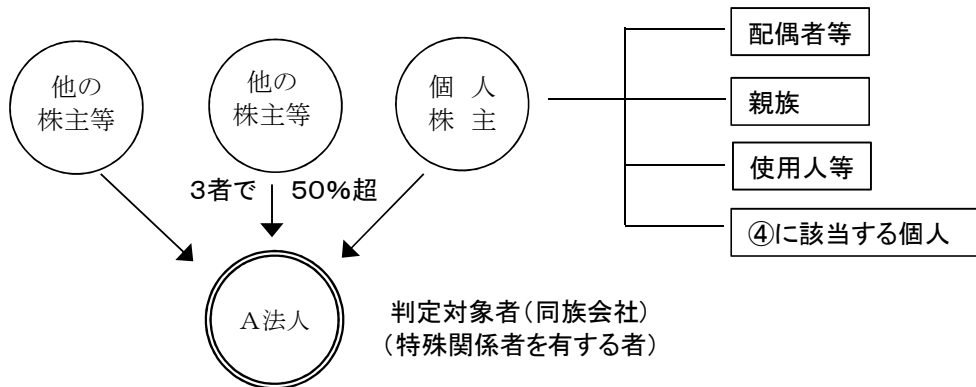 他の
株主等
他の
株主等
個 人
株 主
配偶者等
親族
使用人等
④に該当する個人
3者で 50%超
A法人
判定対象者(同族会社)
(特殊関係者を有する者)